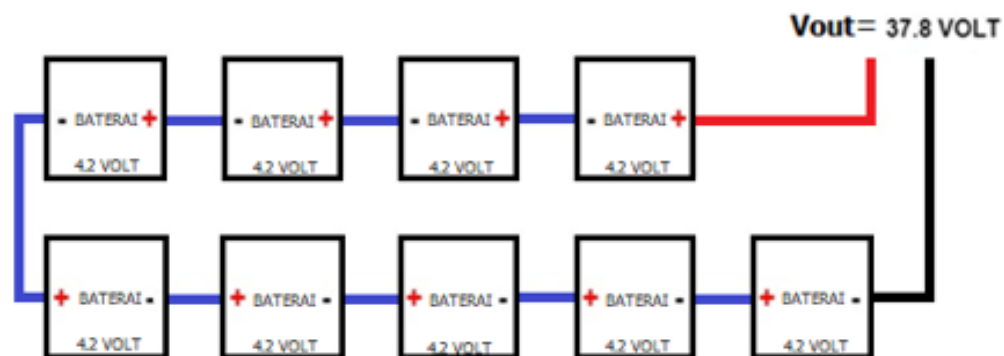 Vout= 37.8 VOLT
- BATERAI + - BATERAI + - BATERAI + - BATERAI +
4.2 VOLT 4.2 VOLT 4.2 VOLT 4.2 VOLT
+ BATERAI - + BATERAI - + BATERAI - + BATERAI - + BATERAI -
4.2 VOLT 4.2 VOLT 4.2 VOLT 4.2 VOLT 4.2 VOLT